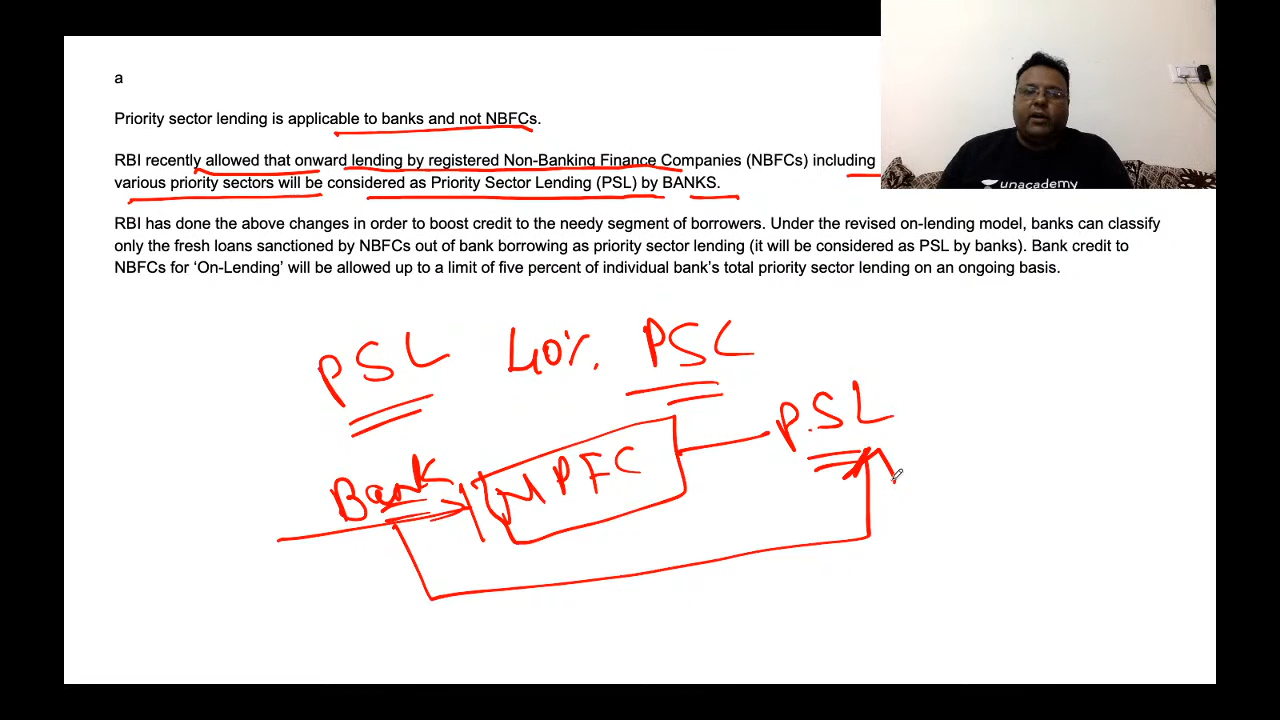 a
Priority sector lending is applicable to banks and not NBFCs.
RBI recently allowed that onward lending by registered Non-Banking Finance Companies (NBFCs) including
various priority sectors will be considered as Priority Sector Lending (PSL) by BANKS.
RBI has done the above changes in order to boost credit to the needy segment of borrowers. Under the revised on-lending model, banks can classify
only the fresh loans sanctioned by NBFCs out of bank borrowing as priority sector lending (it will be considered as PSL by banks). Bank credit to
NBFCs for 'On-Lending' will be allowed up to a limit of five percent of individual bank's total priority sector lending on an ongoing basis.
unacademy
PSL 40% PSL
P.SL
Bank MPFC